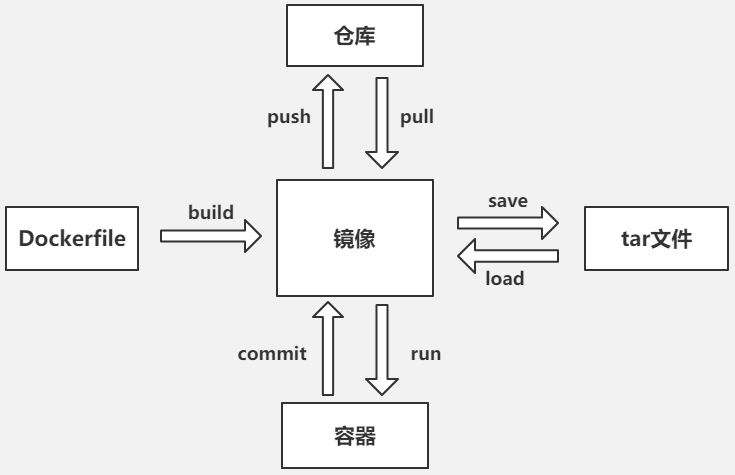 仓库
push
pull
Dockerfile
build
镜像
save
load
tar文件
commit
run
容器